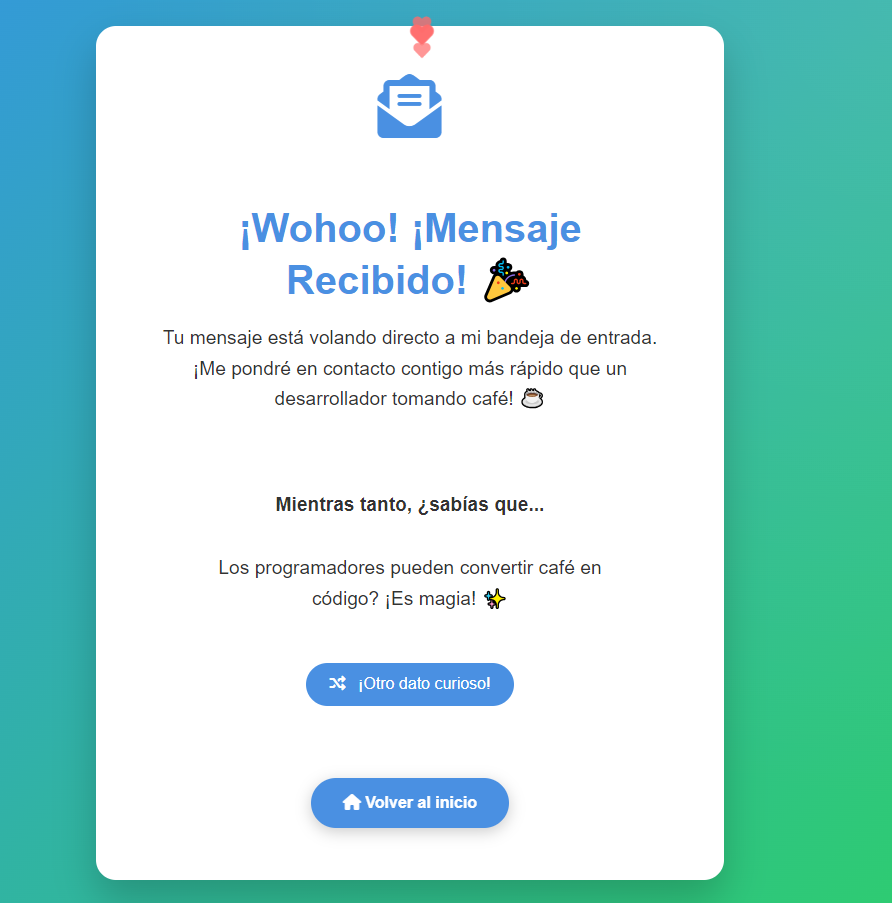 ¡Wohoo! ¡Mensaje
Recibido! 🎉
Tu mensaje está volando directo a mi bandeja de entrada.
¡Me pondré en contacto contigo más rápido que un
desarrollador tomando café! ☕
Mientras tanto, ¿sabías que...
Los programadores pueden convertir café en
código? ¡Es magia! ✨
¡Otro dato curioso!
Volver al inicio